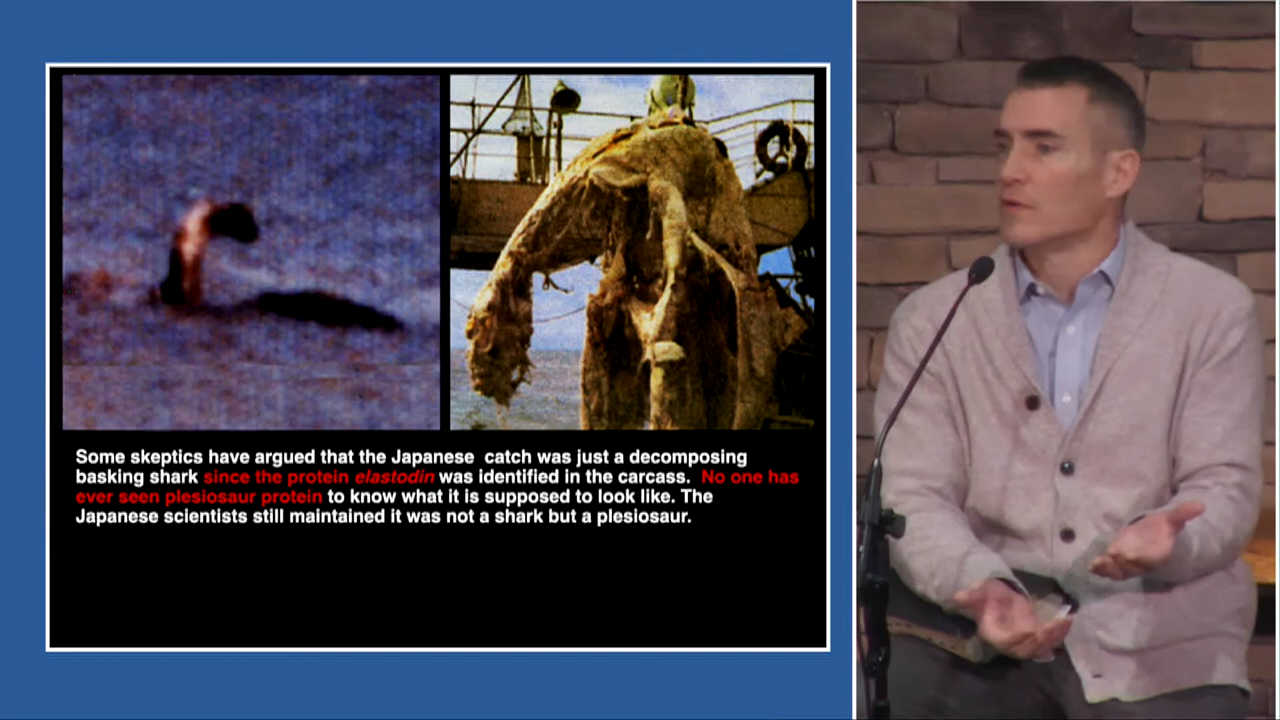 Some skeptics have argued that the Japanese catch was just a decomposing
basking shark since the protein elastodin was identified in the carcass. No one has
ever seen plesiosaur protein to know what it is supposed to look like. The
Japanese scientists still maintained it was not a shark but a plesiosaur.